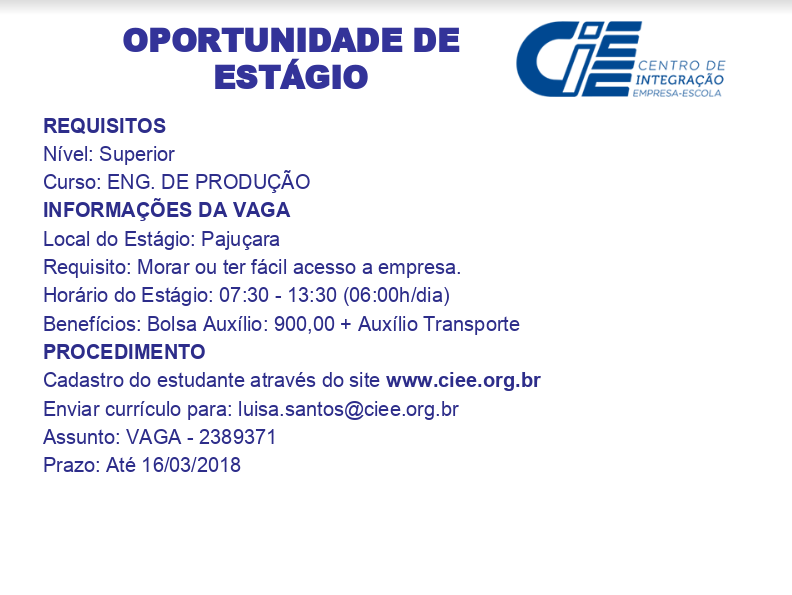 OPORTUNIDADE DE
ESTÁGIO
CIEE
CENTRO DE
INTEGRAÇÃO
EMPRESA-ESCOLA
REQUISITOS
Nível: Superior
Curso: ENG. DE PRODUÇÃO
INFORMAÇÕES DA VAGA
Local do Estágio: Pajuçara
Requisito: Morar ou ter fácil acesso a empresa.
Horário do Estágio: 07:30 - 13:30 (06:00h/dia)
Benefícios: Bolsa Auxílio: 900,00 + Auxílio Transporte
PROCEDIMENTO
Cadastro do estudante através do site www.ciee.org.br
Enviar currículo para: luisa.santos@ciee.org.br
Assunto: VAGA - 2389371
Prazo: Até 16/03/2018